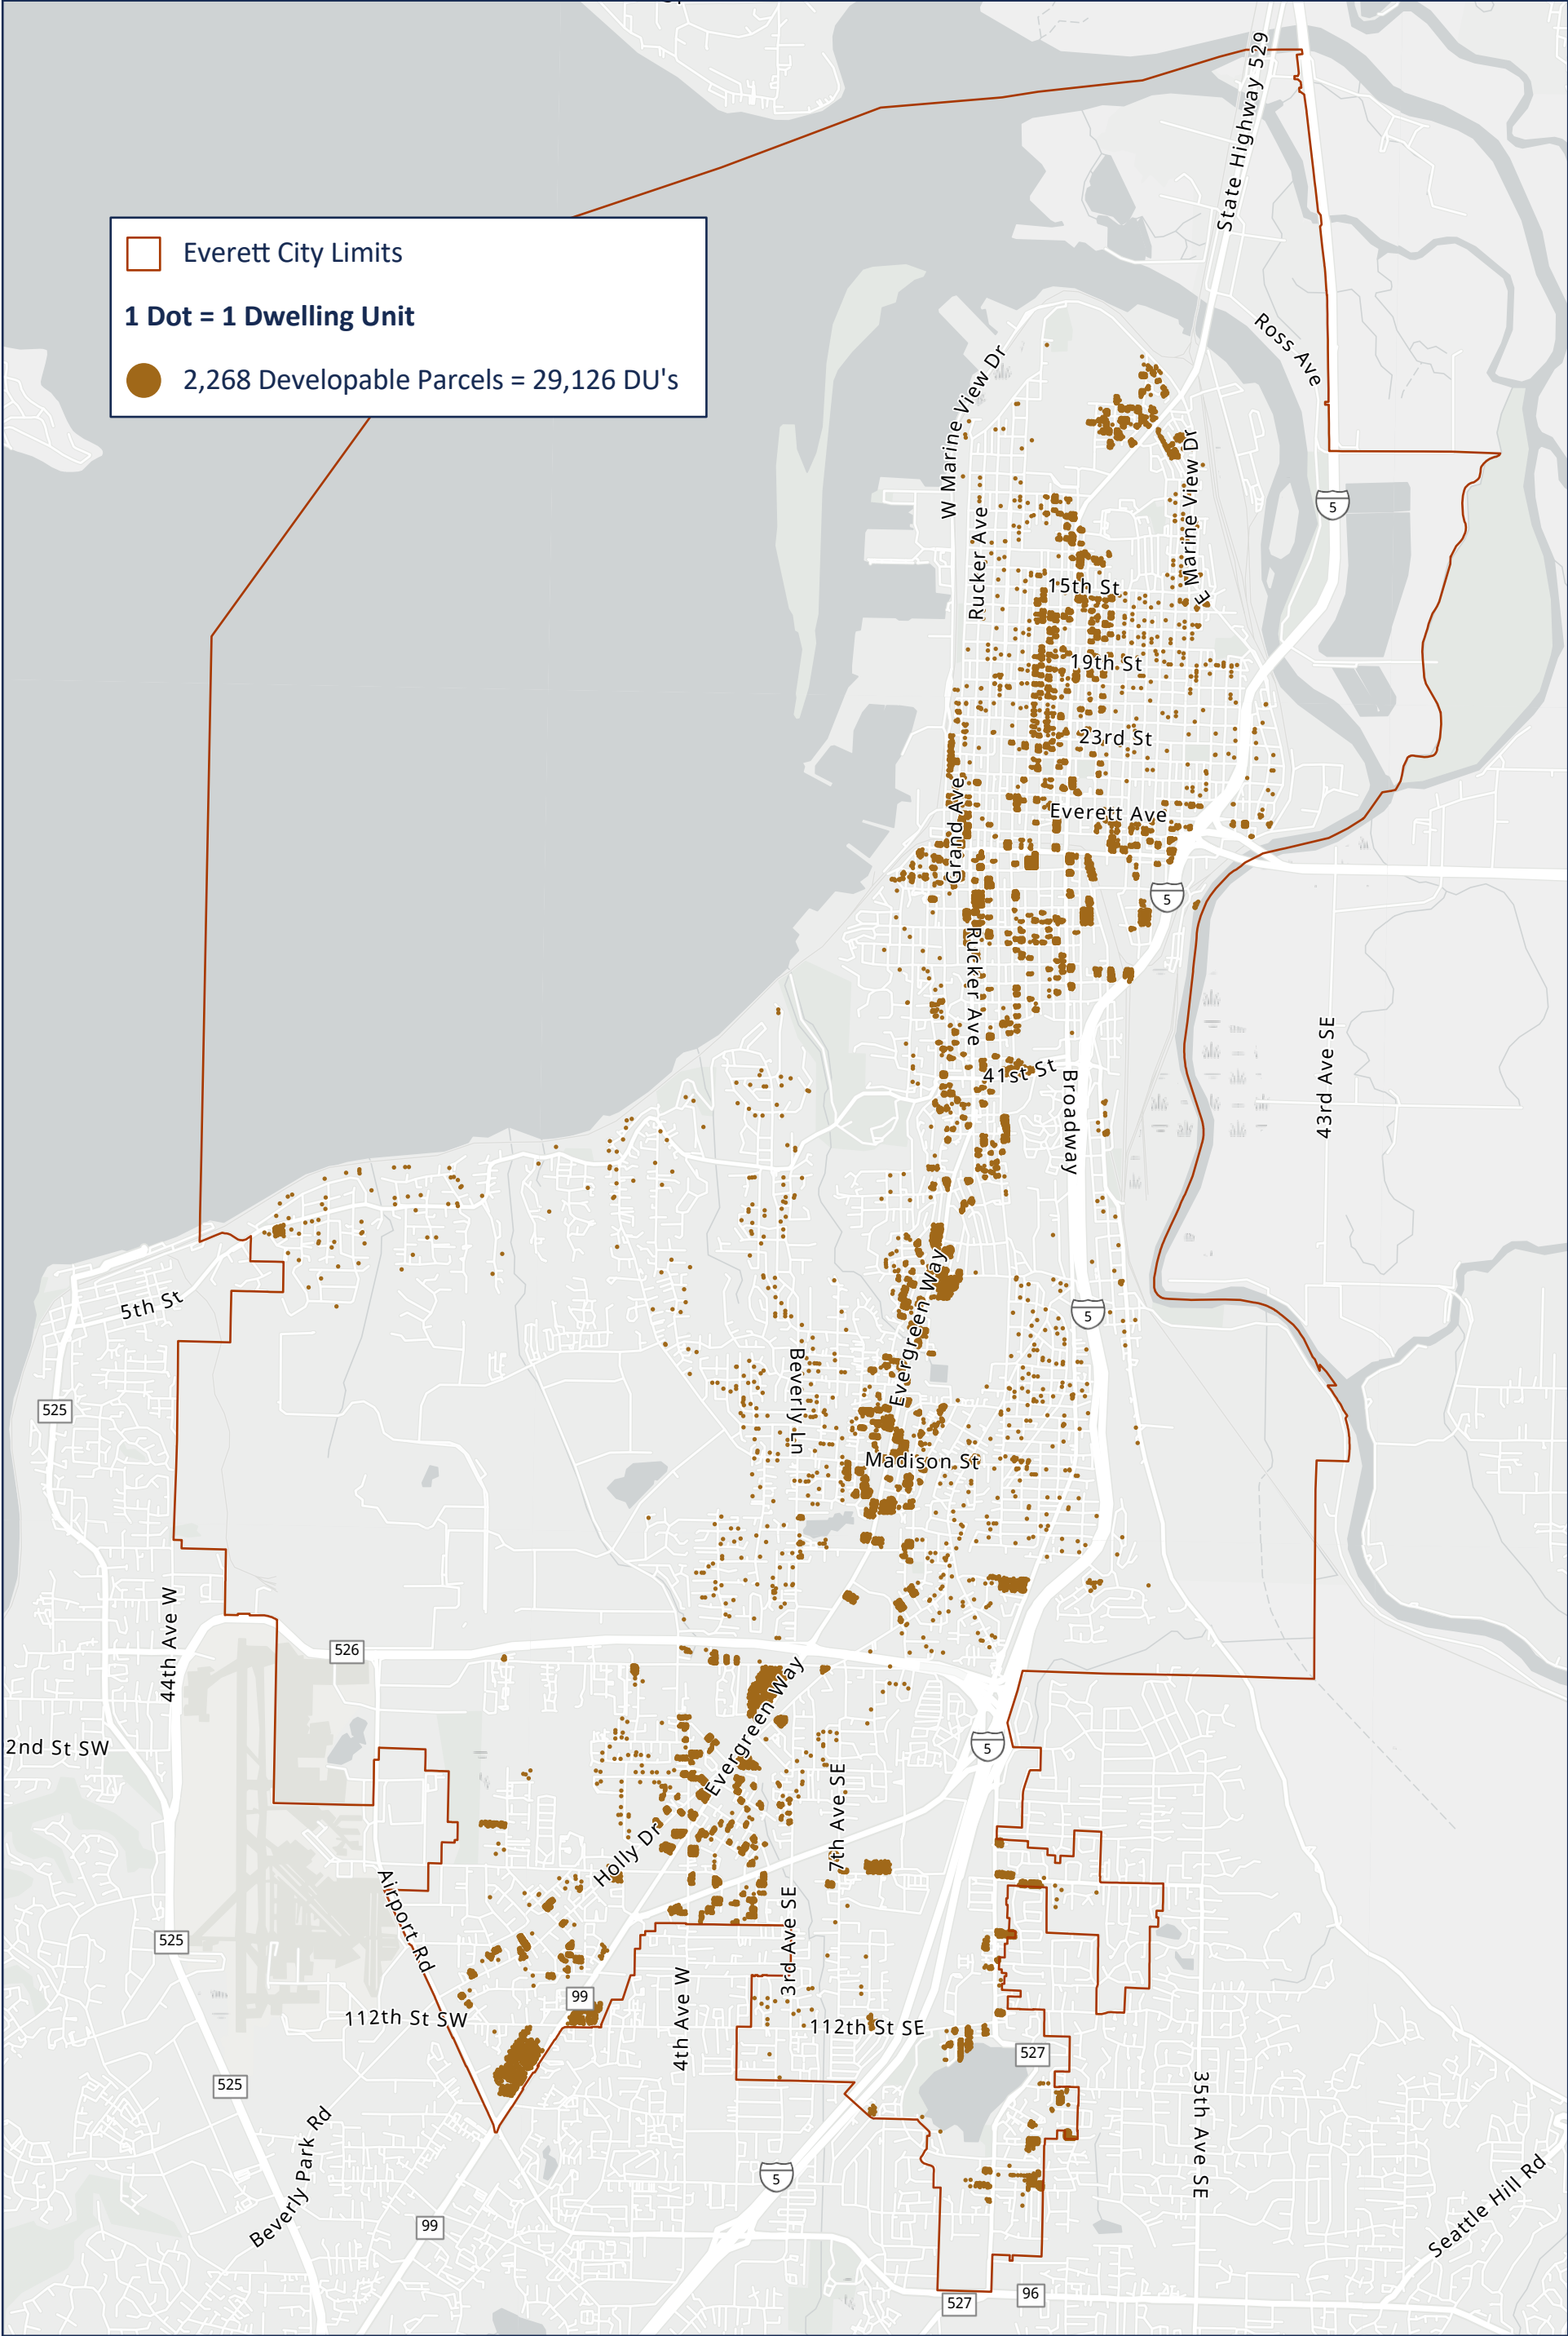 State Highway 529
Everett City Limits
1 Dot = 1 Dwelling Unit
2,268 Developable Parcels = 29,126 DU's
Ross Ave
W Marine View Dr
E Marine View Dr
5
Rucker Ave
15th St
19th St
23rd St
Everett Ave
Grand Ave
5
Rucker Ave
41st St
Broadway
43rd Ave SE
5th St
Evergreen Way
5
Beverly Ln
525
Madison St
44th Ave W
526
Evergreen Way
2nd St SW
5
7th Ave SE
Holly Dr
Airport Rd
3rd Ave SE
525
99
4th Ave W
112th St SW
112th St SE
527
525
35th Ave SE
Beverly Park Rd
5
Seattle Hill Rd
99
96
527